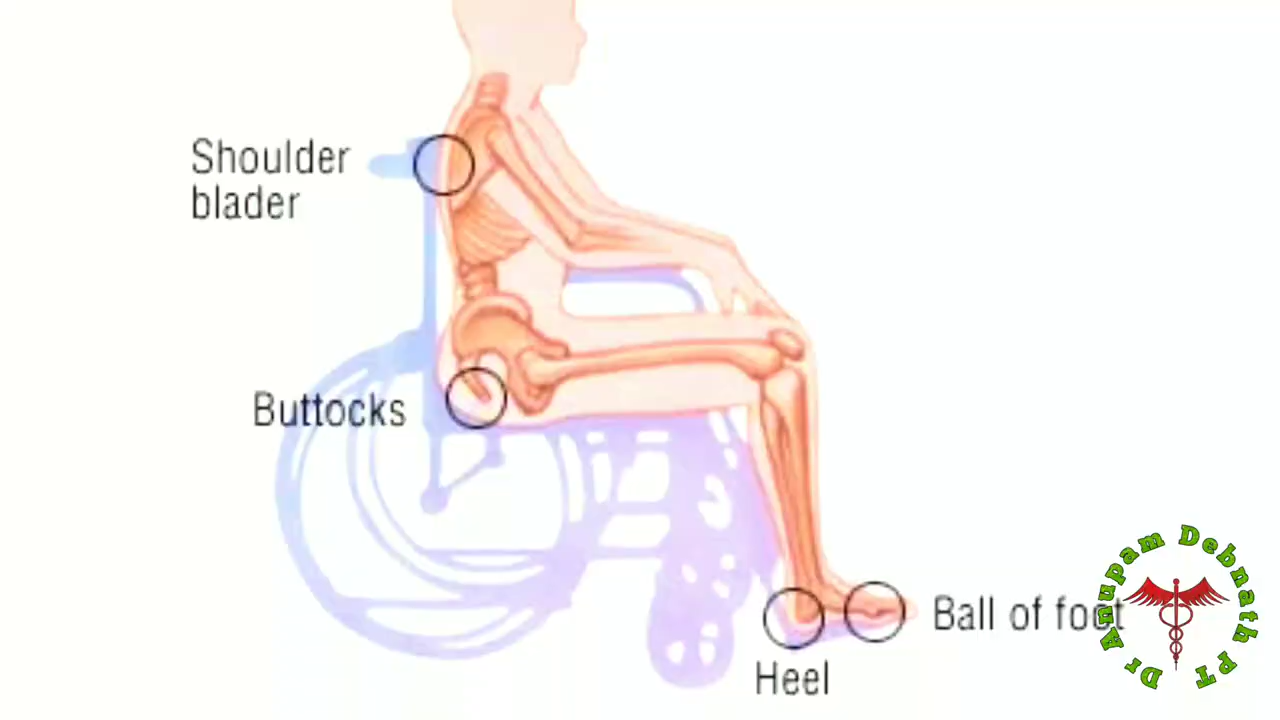 Shoulder
blader
Buttocks
Ball of foot
Heel
Dr Anupam Debnath PT